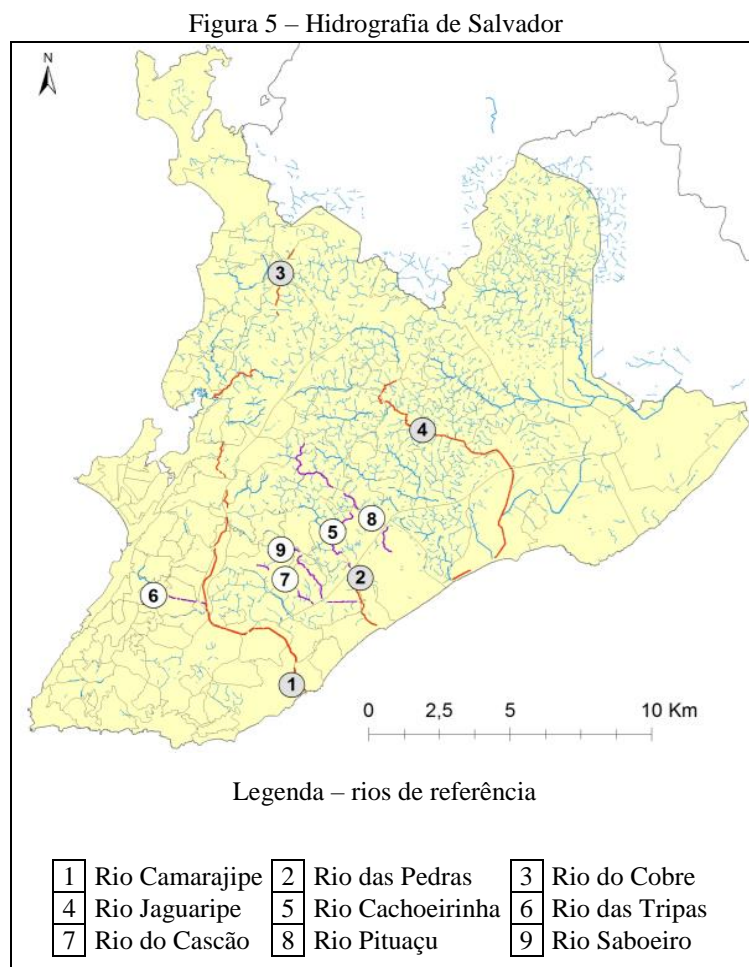 Figura 5 – Hidrografia de Salvador
N
3
4
8
5
9
7
2
6
1
0 2,5 5 10 Km
Legenda – rios de referência
1 Rio Camarajipe 2 Rio das Pedras 3 Rio do Cobre
4 Rio Jaguaripe 5 Rio Cachoeirinha 6 Rio das Tripas
7 Rio do Cascão 8 Rio Pituaçu 9 Rio Saboeiro